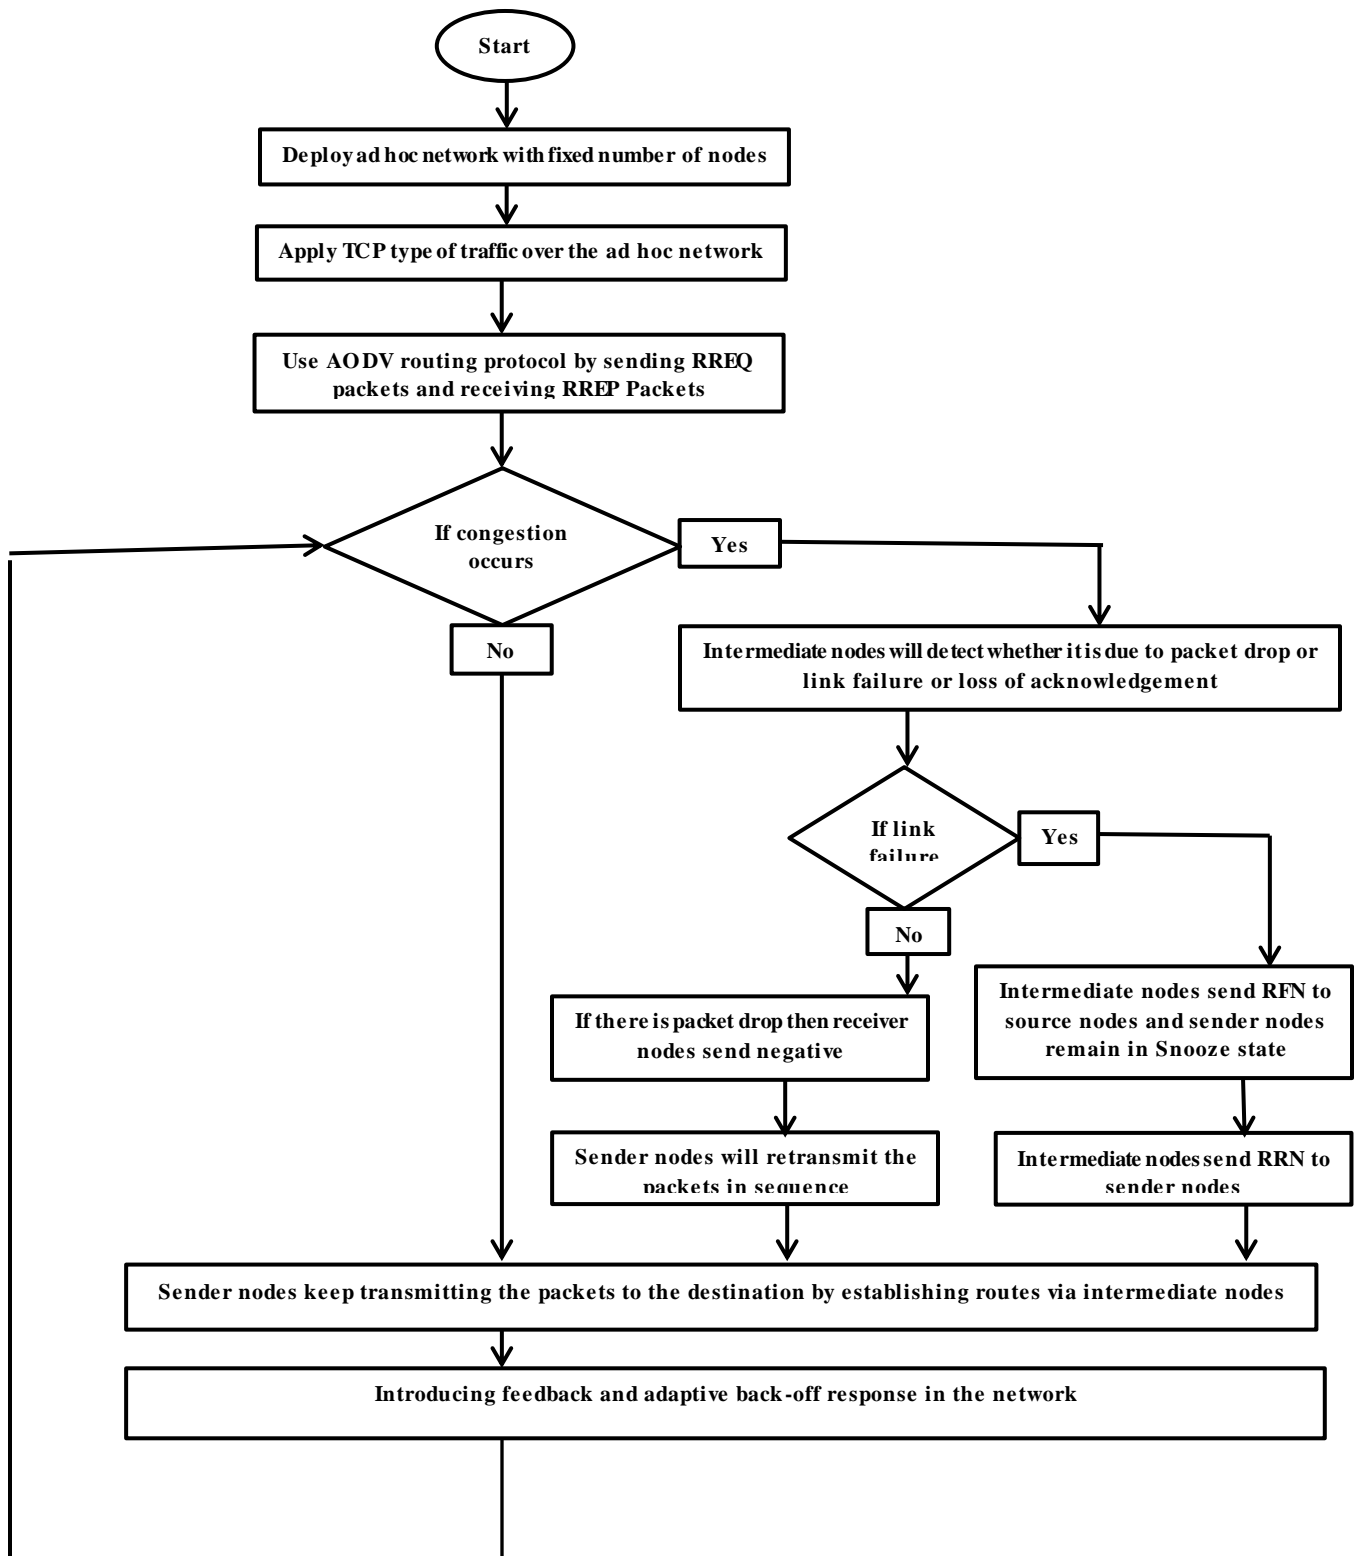 Start
Deploy ad hoc network with fixed number of nodes
Apply TCP type of traffic over the ad hoc network
Use AODV routing protocol by sending RREQ
packets and receiving RREP Packets
If congestion
occurs
Yes
No
Intermediate nodes will detect whether it is due to packet drop or
link failure or loss of acknowledgement
If link
failure
Yes
No
Intermediate nodes send RFN to
source nodes and sender nodes
remain in Snooze state
If there is packet drop then receiver
nodes send negative
Sender nodes will retransmit the
packets in sequence
Intermediate nodes send RRN to
sender nodes
Sender nodes keep transmitting the packets to the destination by establishing routes via intermediate nodes
Introducing feedback and adaptive back-off response in the network